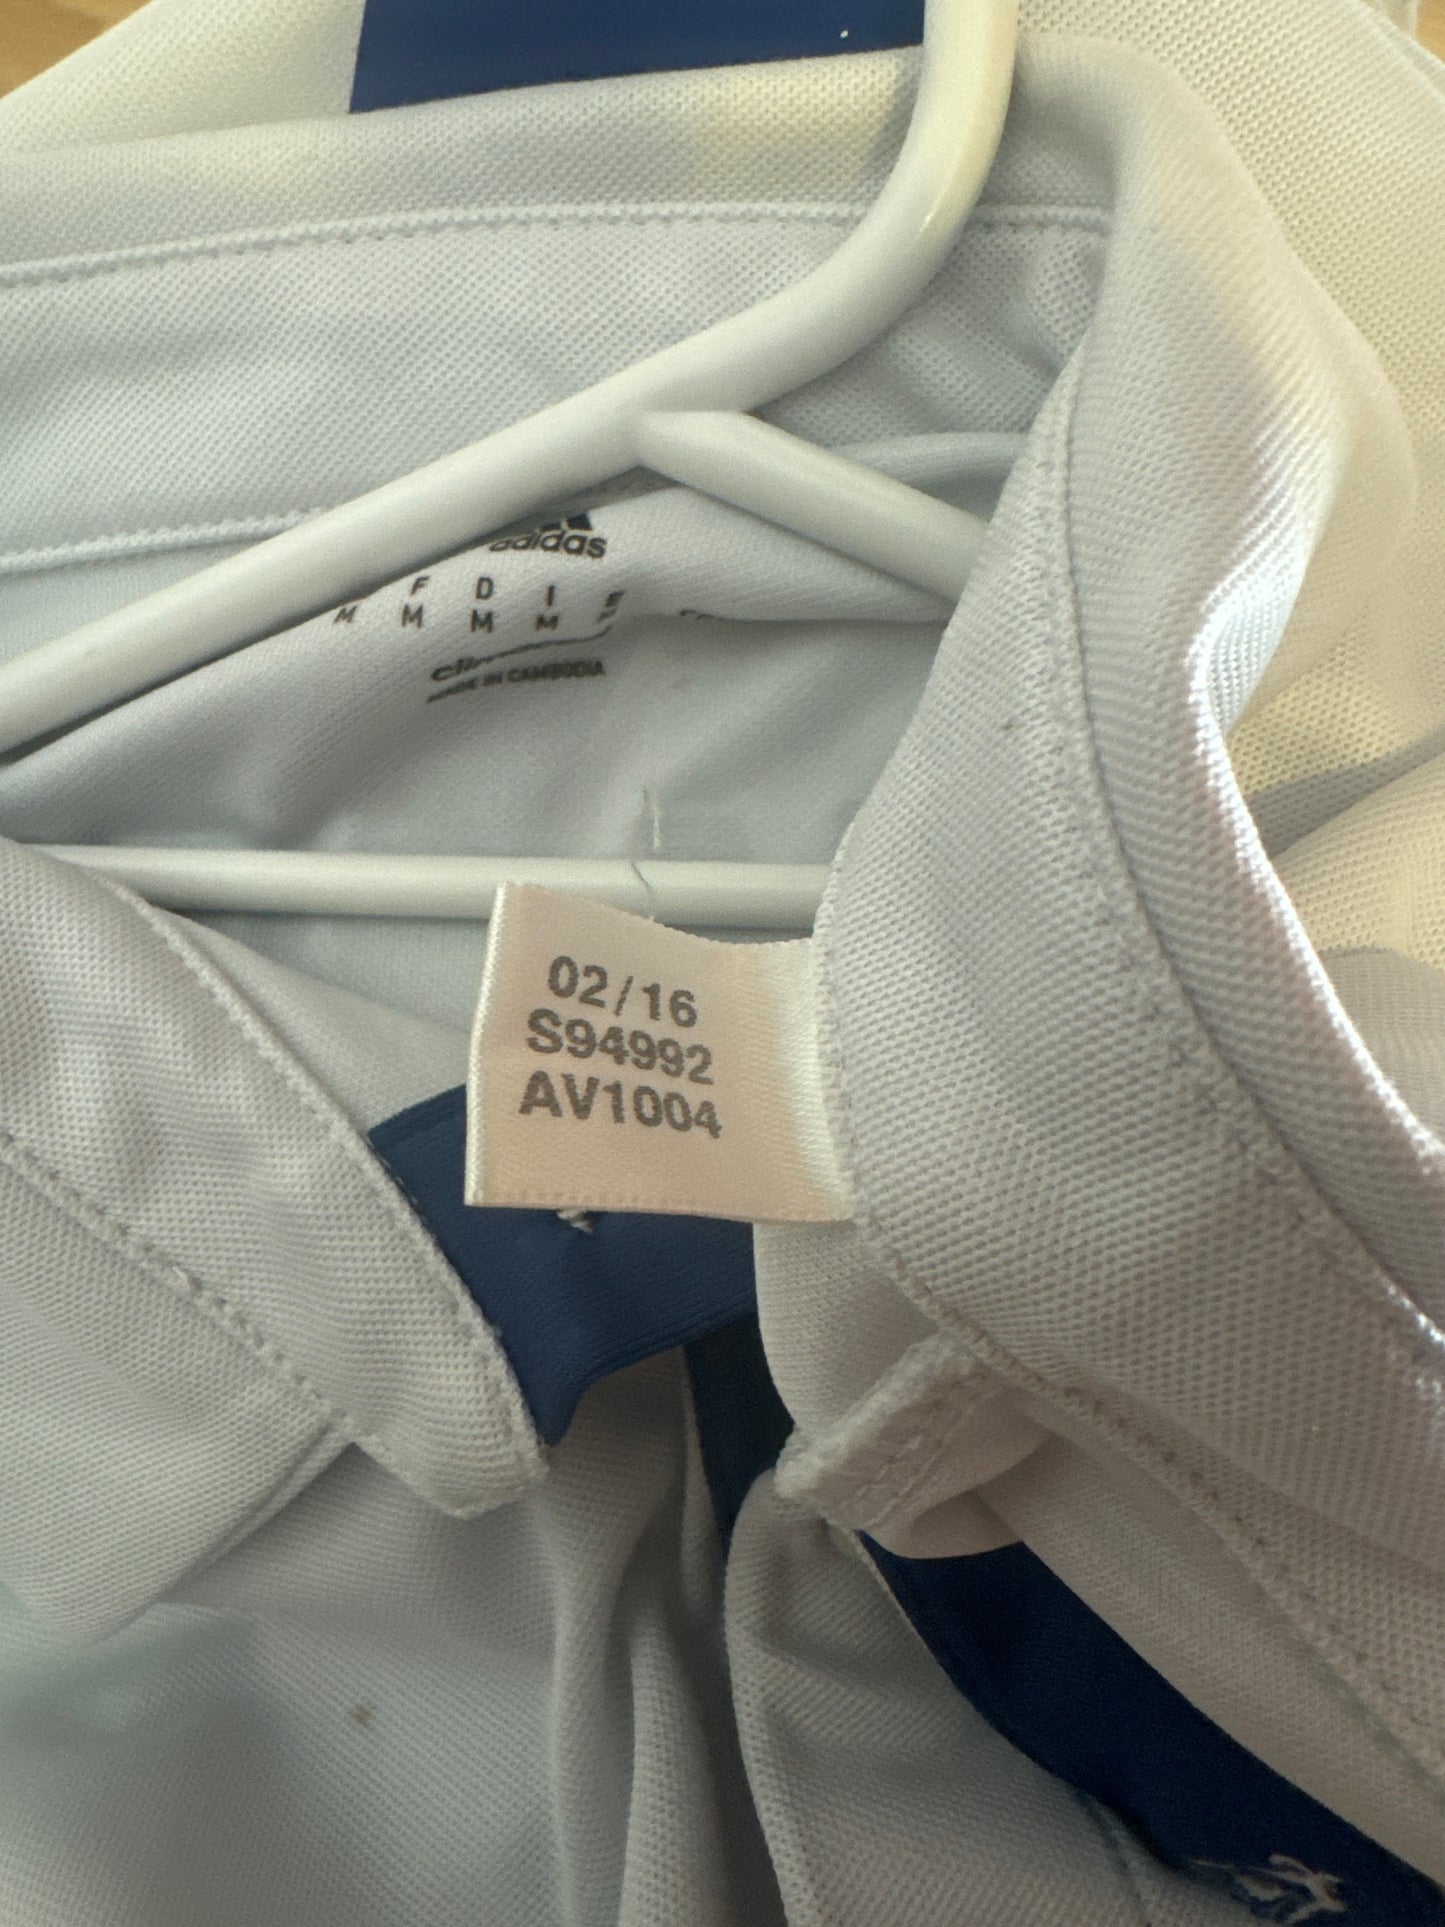 adidas
F D I
M M M M
MADE IN CAMBODIA
02/16
S94992
AV1004